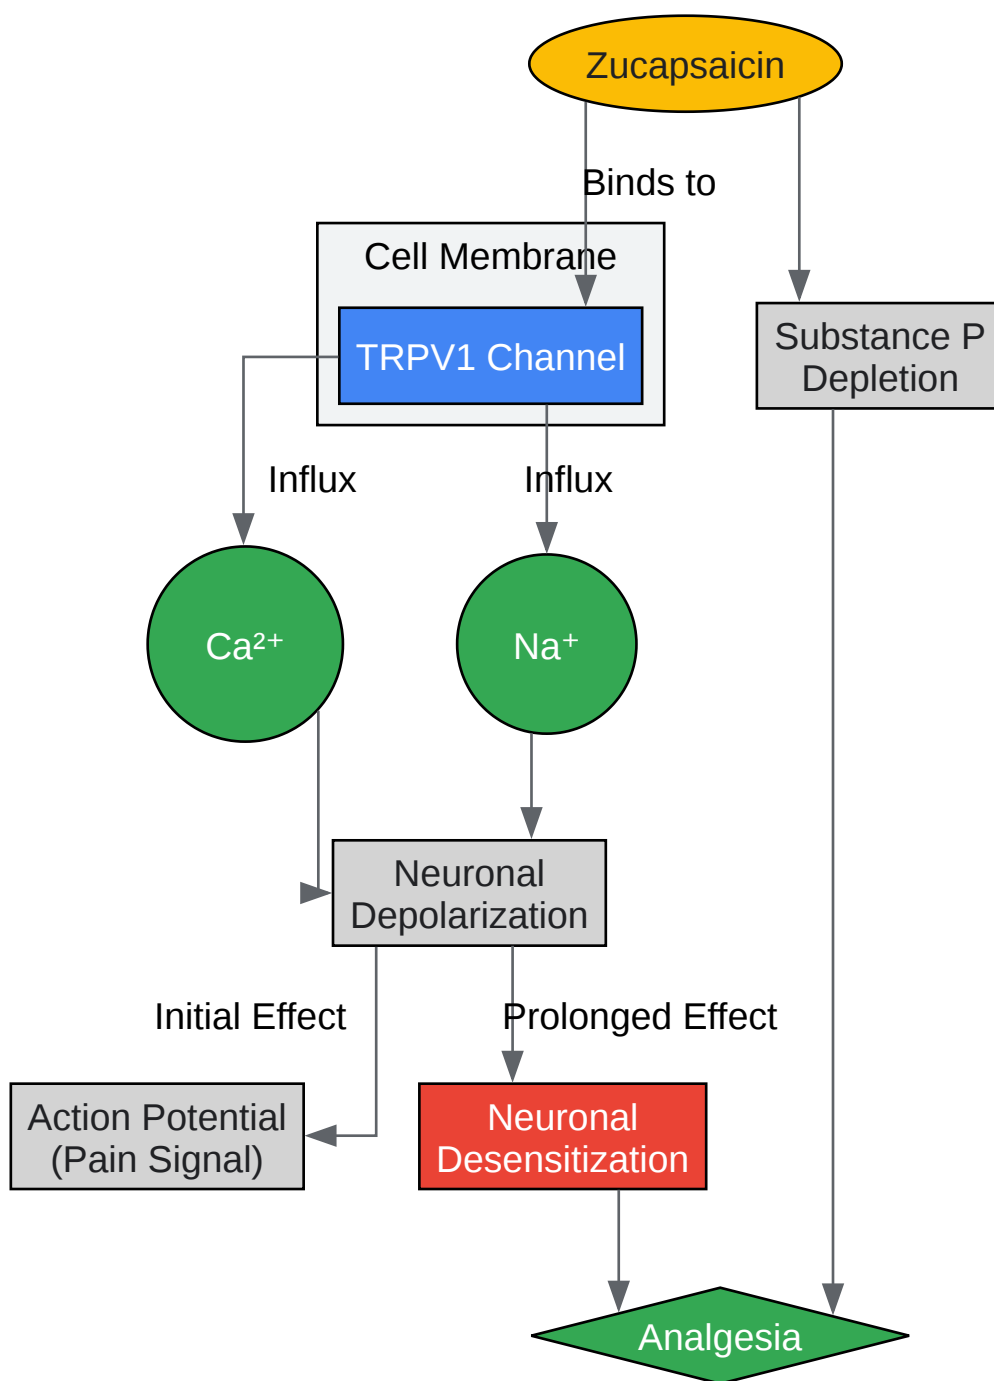 Zucapsaicin
Binds to
Cell Membrane
TRPV1 Channel
Substance P
Depletion
Influx
Influx
Ca²⁺
Na⁺
Neuronal
Depolarization
Initial Effect
Prolonged Effect
Action Potential
(Pain Signal)
Neuronal
Desensitization
Analgesia